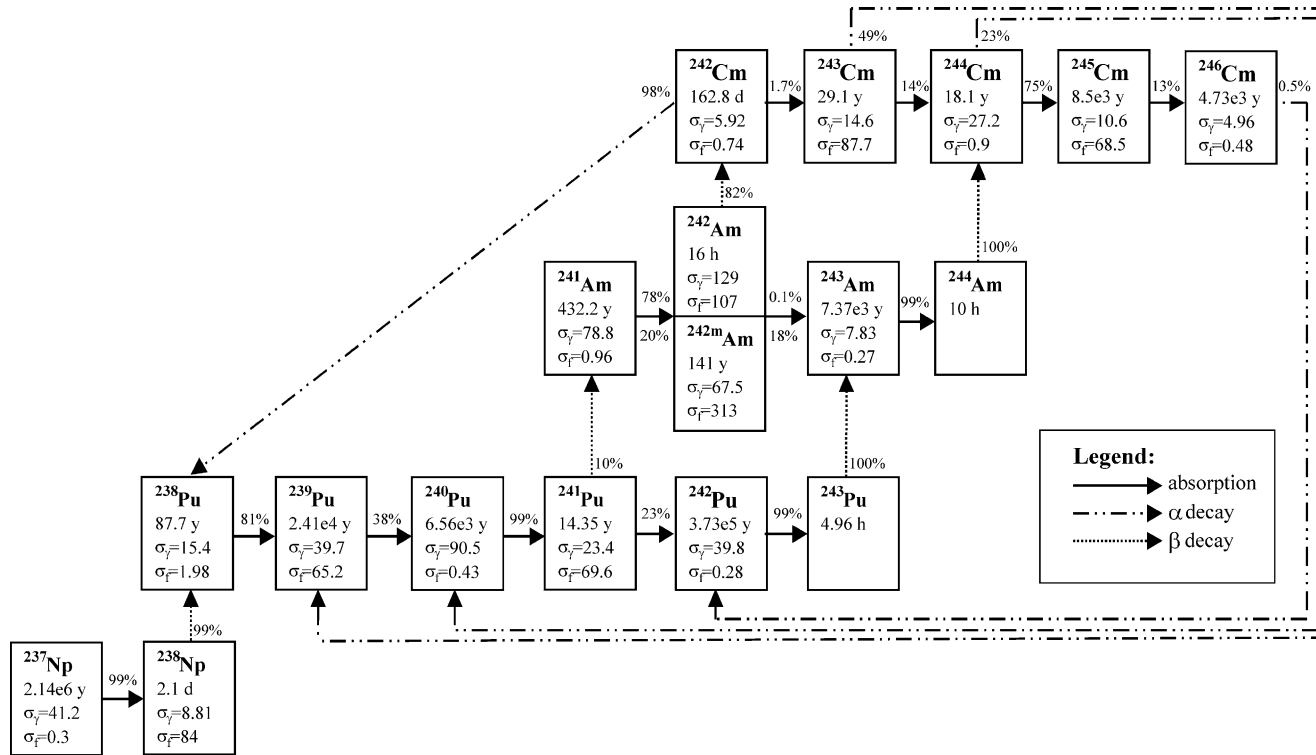 49%
23%
²⁴²Cm
162.8 d
σγ=5.92
σf=0.74
98%
1.7%
²⁴³Cm
29.1 y
σγ=14.6
σf=87.7
14%
²⁴⁴Cm
18.1 y
σγ=27.2
σf=0.9
75%
²⁴⁵Cm
8.5e3 y
σγ=10.6
σf=68.5
13%
²⁴⁶Cm
4.73e3 y
σγ=4.96
σf=0.48
0.5%
82%
²⁴¹Am
432.2 y
σγ=78.8
σf=0.96
78%
20%
²⁴²Am
16 h
σγ=129
σf=107
²⁴²ᵐAm
141 y
σγ=67.5
σf=313
0.1%
18%
²⁴³Am
7.37e3 y
σγ=7.83
σf=0.27
99%
²⁴⁴Am
10 h
100%
10%
100%
²³⁸Pu
87.7 y
σγ=15.4
σf=1.98
81%
²³⁹Pu
2.41e4 y
σγ=39.7
σf=65.2
38%
²⁴⁰Pu
6.56e3 y
σγ=90.5
σf=0.43
99%
²⁴¹Pu
14.35 y
σγ=23.4
σf=69.6
23%
²⁴²Pu
3.73e5 y
σγ=39.8
σf=0.28
99%
²⁴³Pu
4.96 h
99%
²³⁷Np
2.14e6 y
σγ=41.2
σf=0.3
99%
²³⁸Np
2.1 d
σγ=8.81
σf=84
Legend:
absorption
α decay
β decay